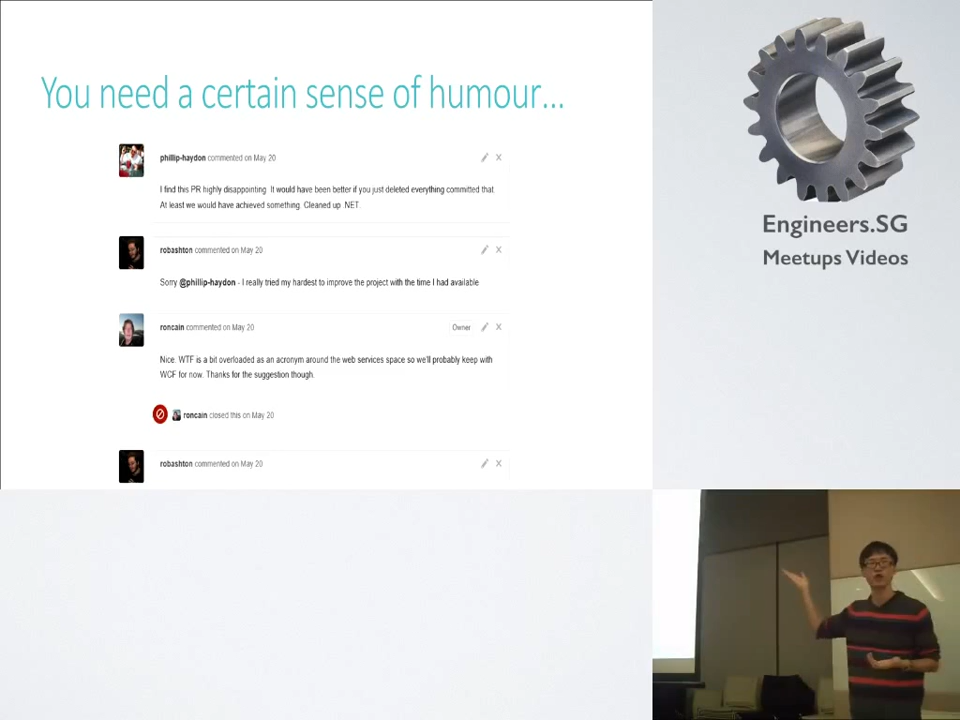 You need a certain sense of humour...
phillip-haydon commented on May 20
I find this PR highly disappointing. It would have been better if you just deleted everything committed that
At least we would have achieved something. Cleaned up .NET.
robashton commented on May 20
Sorry @phillip-haydon - I really tried my hardest to improve the project with the time I had available
roncain commented on May 20
Owner
Nice. WTF is a bit overloaded as an acronym around the web services space so we'll probably keep with
WCF for now. Thanks for the suggestion though.
roncain closed this on May 20
robashton commented on May 20
Engineers.SG
Meetups Videos